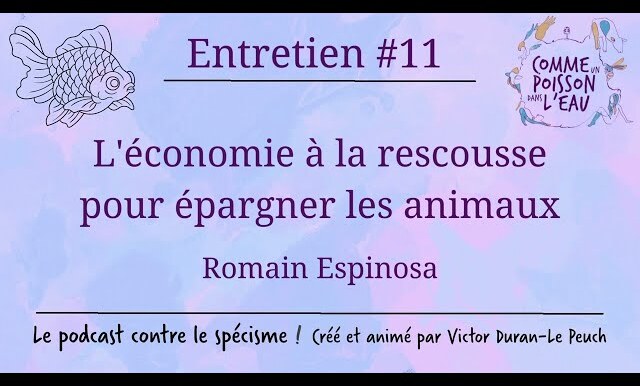 Entretien #11
COMME UN
POISSON
DANS L'EAU
L'économie à la rescousse
pour épargner les animaux
Romain Espinosa
Le podcast contre le spécisme ! Créé et animé par Victor Duran-Le Peuch